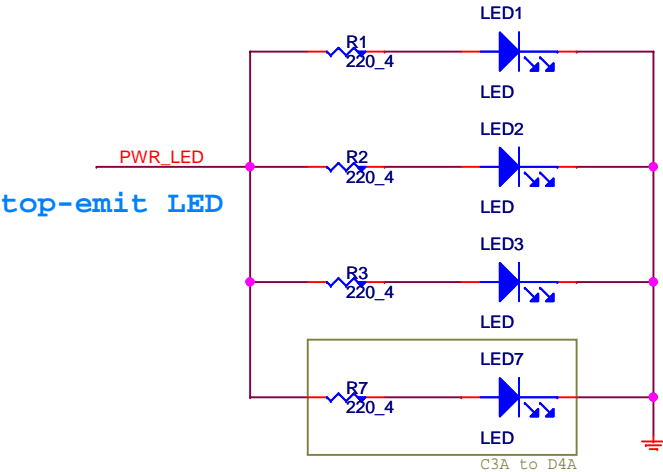 LED1
R1
220_4
LED
LED2
PWR_LED
R2
220_4
top-emit LED
LED
LED3
R3
220_4
LED
LED7
R7
220_4
LED
C3A to D4A